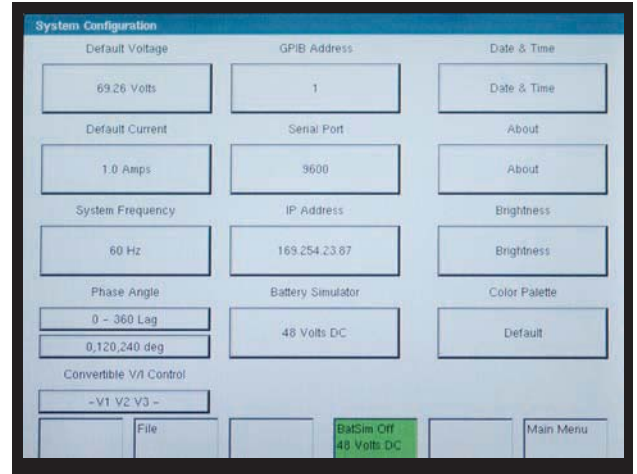 System Configuration
Default Voltage
69.26 Volts
Default Current
1.0 Amps
System Frequency
60 Hz
Phase Angle
0 - 360 Lag
0,120,240 deg
Convertible V/I Control
-V1 V2 V3 -
GPIB Address
1
Serial Port
9600
IP Address
169.254.23.87
Battery Simulator
48 Volts DC
Date & Time
Date & Time
About
About
Brightness
Brightness
Color Palette
Default
File
BatSim Off
48 Volts DC
Main Menu